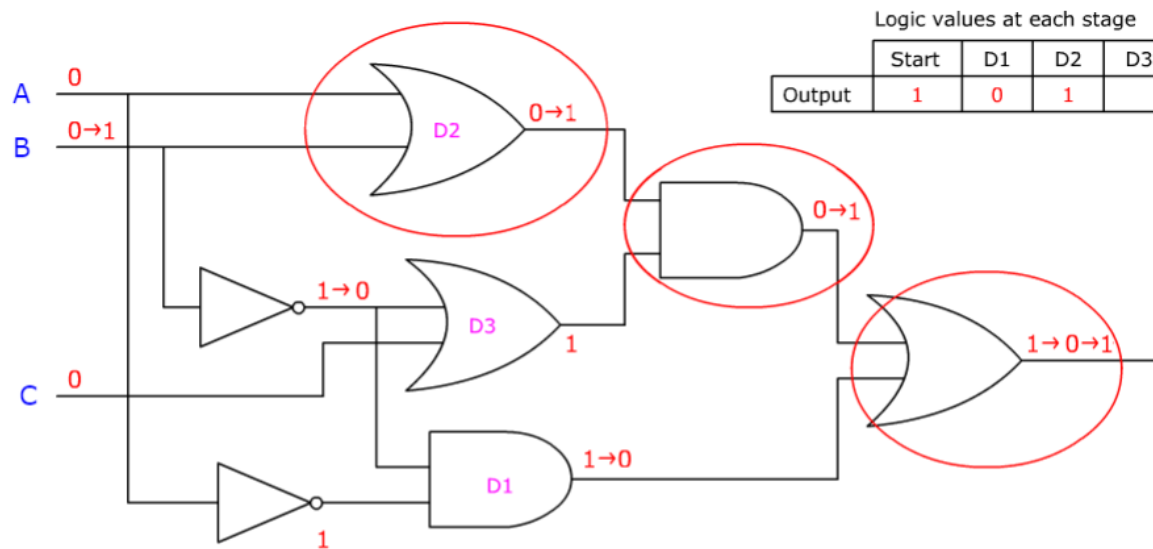 Logic values at each stage
Start D1 D2 D3
Output 1 0 1
A 0
B 0→1
D2
0→1
0→1
1→0
D3
1
1→0→1
C 0
1→0
D1
1